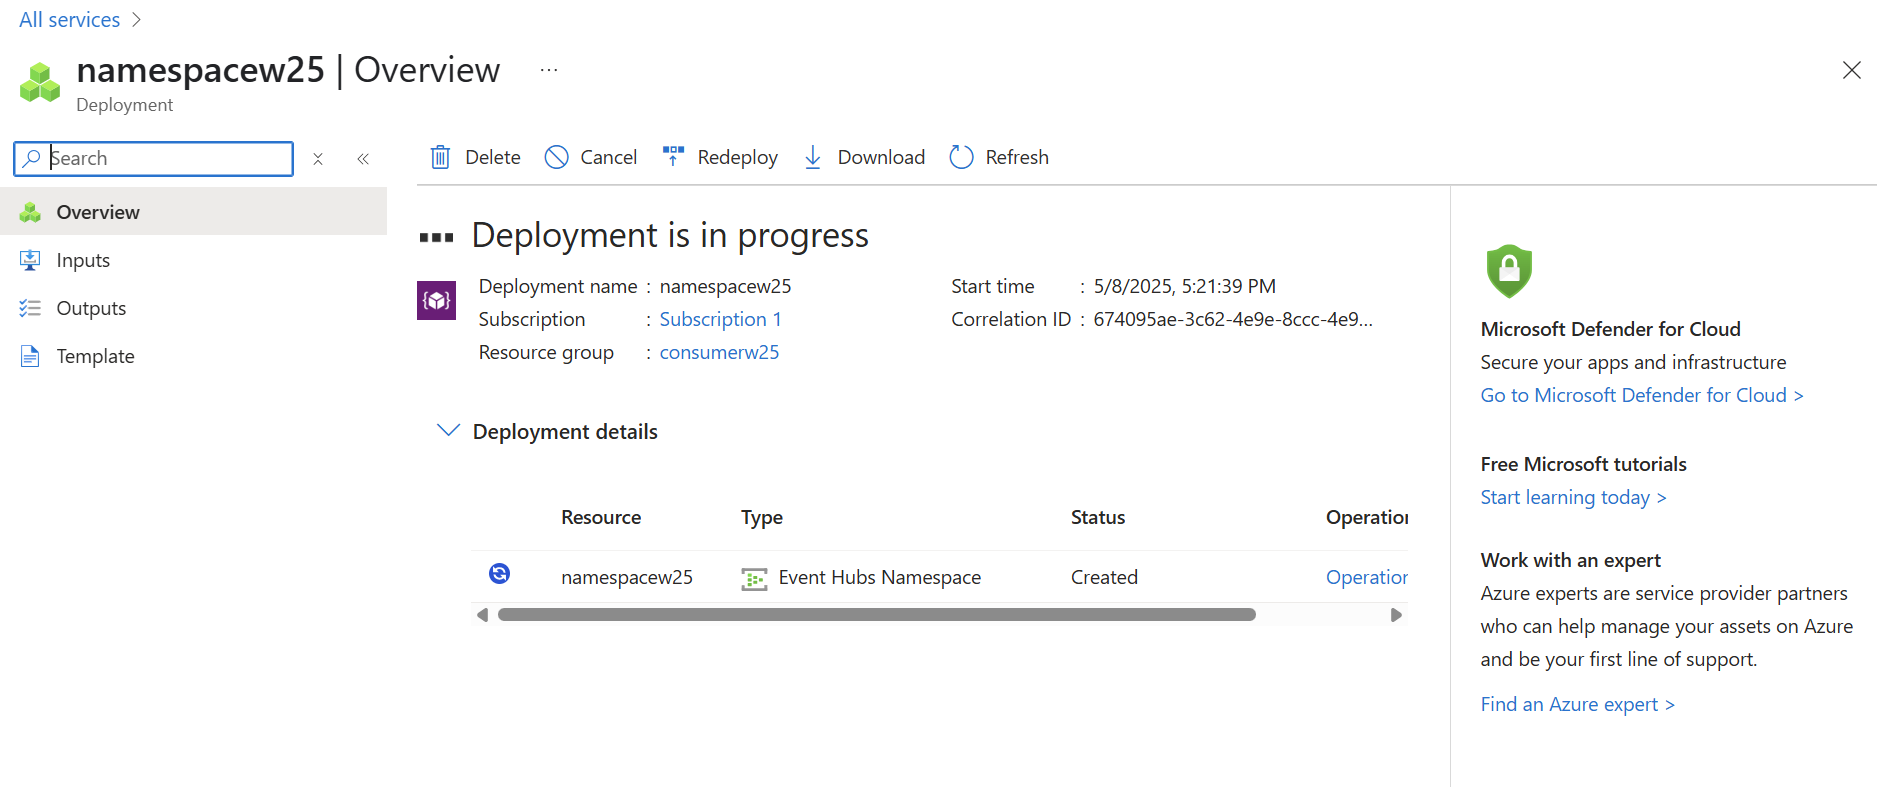 All services
namespacew25 | Overview ...
Deployment
Search
Delete Cancel Redeploy Download Refresh
Overview
Inputs
Outputs
Template
Deployment is in progress
Deployment name : namespacew25
Subscription : Subscription 1
Resource group : consumerw25
Start time : 5/8/2025, 5:21:39 PM
Correlation ID : 674095ae-3c62-4e9e-8ccc-4e9...
Deployment details
Resource Type Status Operation
namespacew25 Event Hubs Namespace Created Operation
Microsoft Defender for Cloud
Secure your apps and infrastructure
Go to Microsoft Defender for Cloud >
Free Microsoft tutorials
Start learning today >
Work with an expert
Azure experts are service provider partners
who can help manage your assets on Azure
and be your first line of support.
Find an Azure expert >